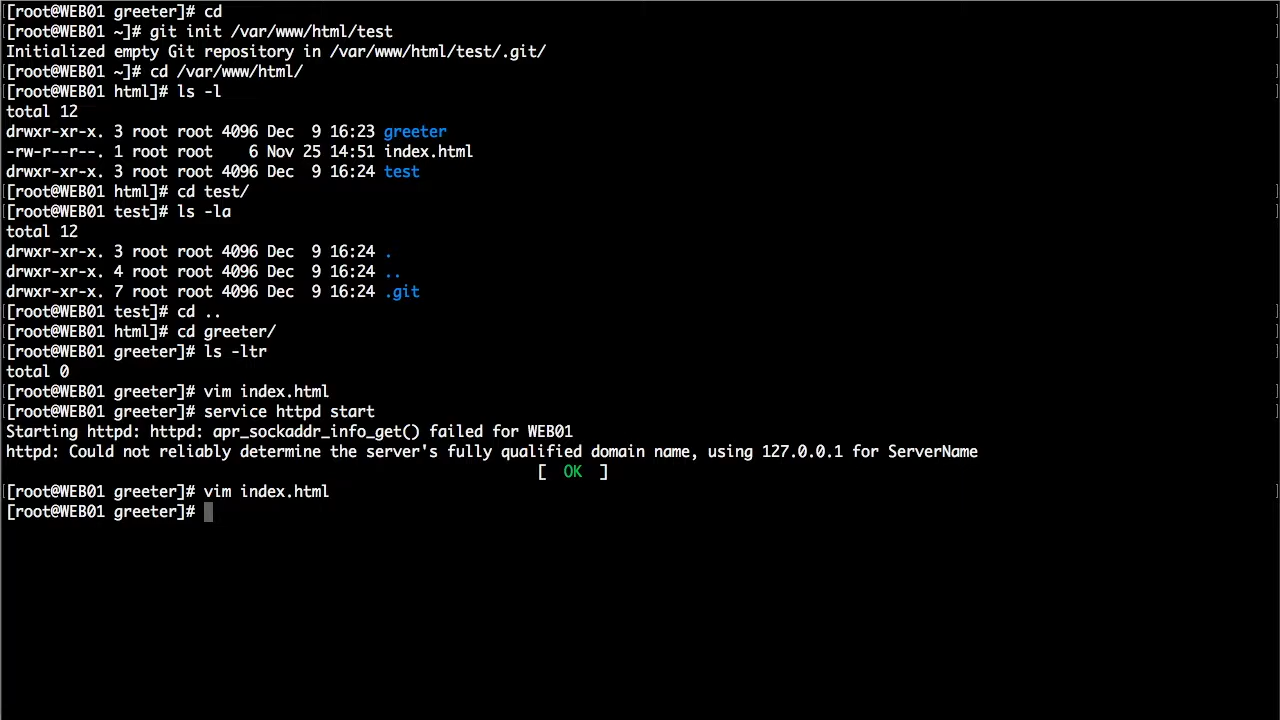 [root@WEB01 greeter]# cd
[root@WEB01 ~]# git init /var/www/html/test
Initialized empty Git repository in /var/www/html/test/.git/
[root@WEB01 ~]# cd /var/www/html/
[root@WEB01 html]# ls -l
total 12
drwxr-xr-x. 3 root root 4096 Dec  9 16:23 greeter
-rw-r--r--. 1 root root    6 Nov 25 14:51 index.html
drwxr-xr-x. 3 root root 4096 Dec  9 16:24 test
[root@WEB01 html]# cd test/
[root@WEB01 test]# ls -la
total 12
drwxr-xr-x. 3 root root 4096 Dec  9 16:24 .
drwxr-xr-x. 4 root root 4096 Dec  9 16:24 ..
drwxr-xr-x. 7 root root 4096 Dec  9 16:24 .git
[root@WEB01 test]# cd ..
[root@WEB01 html]# cd greeter/
[root@WEB01 greeter]# ls -ltr
total 0
[root@WEB01 greeter]# vim index.html
[root@WEB01 greeter]# service httpd start
Starting httpd: httpd: apr_sockaddr_info_get() failed for WEB01
httpd: Could not reliably determine the server's fully qualified domain name, using 127.0.0.1 for ServerName
[  OK  ]
[root@WEB01 greeter]# vim index.html
[root@WEB01 greeter]#